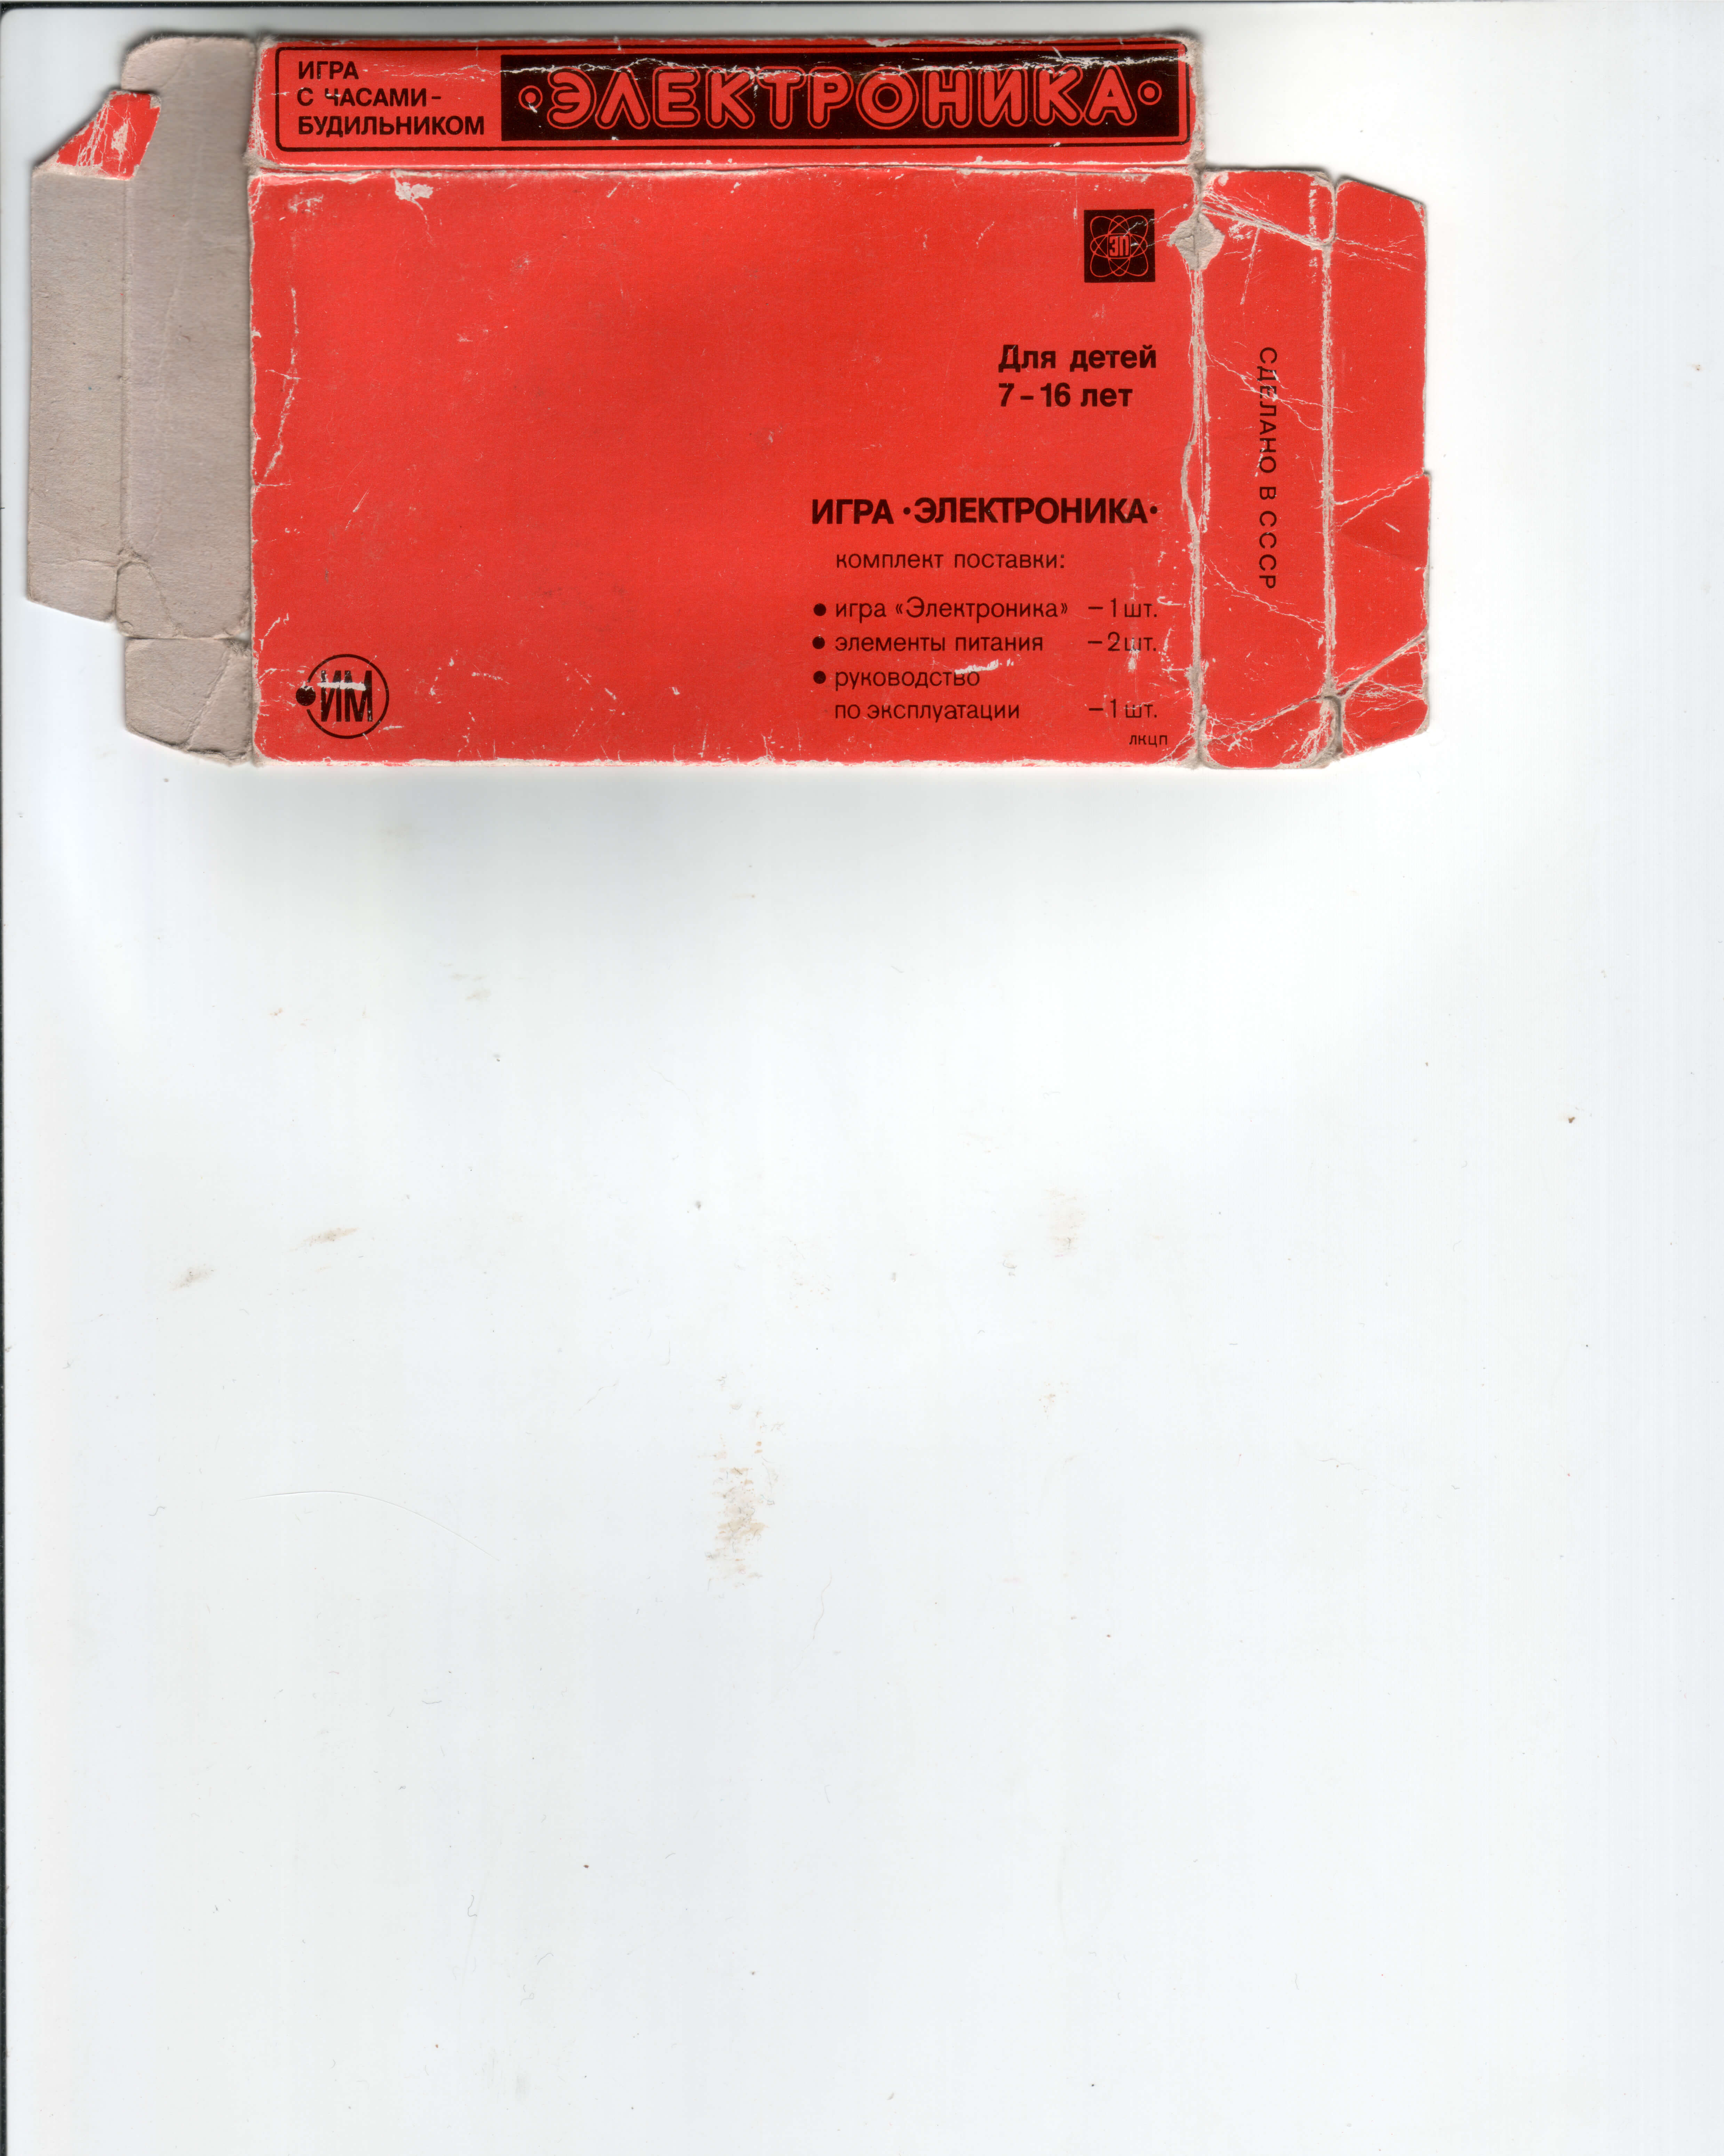 ИГРА
С ЧАСАМИ-
БУДИЛЬНИКОМ
•ЭЛЕКТРОНИКА•
ЭП
Для детей
7-16 лет
СДЕЛАНО В СССР
ИГРА •ЭЛЕКТРОНИКА•
комплект поставки:
• игра «Электроника» -1 шт.
• элементы питания -2 шт.
• руководство
по эксплуатации -1 шт.
ЛКЦП
ИМ